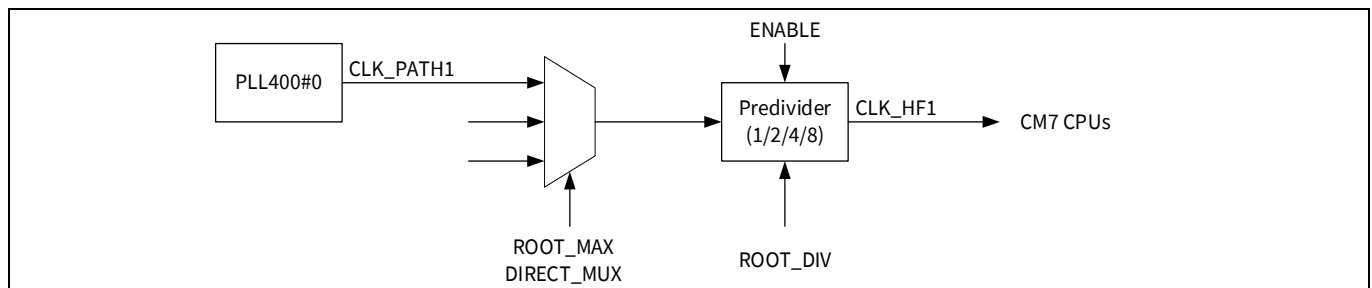 ENABLE
PLL400#0
CLK_PATH1
Predivider
(1/2/4/8)
CLK_HF1
CM7 CPUs
ROOT_MAX
DIRECT_MUX
ROOT_DIV